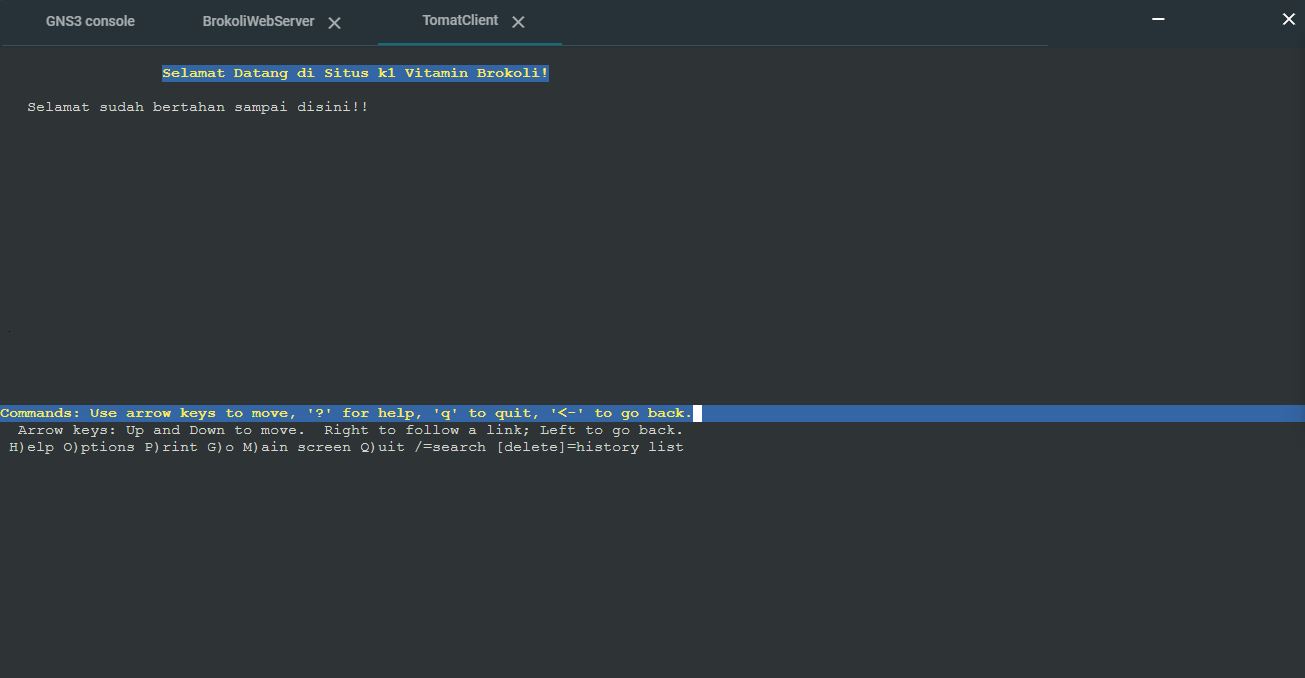 GNS3 console BrokoliWebServer TomatClient
Selamat Datang di Situs k1 Vitamin Brokoli!
Selamat sudah bertahan sampai disini!!
Commands: Use arrow keys to move, '?' for help, 'q' to quit, '<-' to go back.
Arrow keys: Up and Down to move.  Right to follow a link; Left to go back.
H)elp O)ptions P)rint G)o M)ain screen Q)uit /=search [delete]=history list